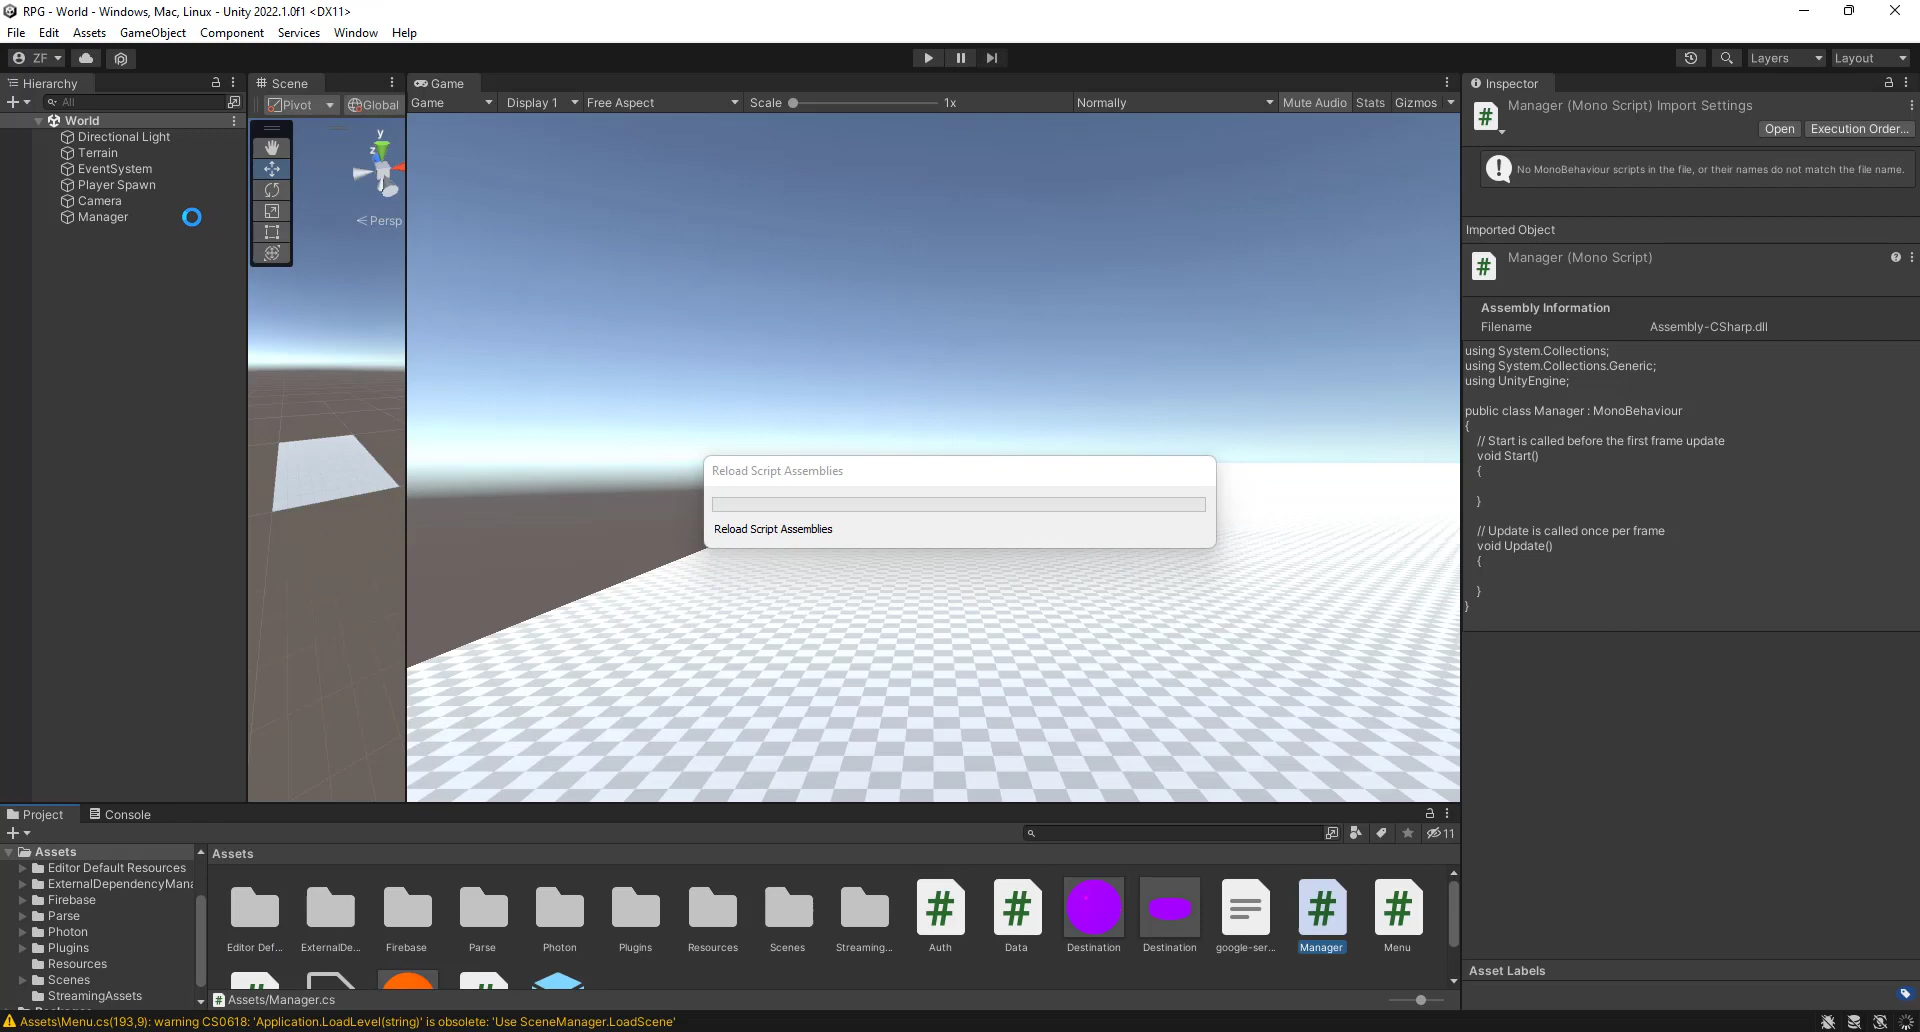 RPG - World - Windows, Mac, Linux - Unity 2022.1.0f1 <DX11>
File Edit Assets GameObject Component Services Window Help
ZF Layers Layout
Hierarchy
All
World
Directional Light
Terrain
EventSystem
Player Spawn
Camera
Manager
Scene
Pivot Global
y
z
Persp
Game
Game Display 1 Free Aspect Scale 1x Normally Mute Audio Stats Gizmos
Reload Script Assemblies
Reload Script Assemblies
Inspector
Manager (Mono Script) Import Settings
Open Execution Order...
No MonoBehaviour scripts in the file, or their names do not match the file name.
Imported Object
Manager (Mono Script)
Assembly Information
Filename Assembly-CSharp.dll
using System.Collections;
using System.Collections.Generic;
using UnityEngine;
public class Manager : MonoBehaviour
{
// Start is called before the first frame update
void Start()
{
}
// Update is called once per frame
void Update()
{
}
}
Asset Labels
Project Console
11
Assets
Editor Default Resources
ExternalDependencyMana
Firebase
Parse
Photon
Plugins
Resources
Scenes
StreamingAssets
Assets
Editor Def... ExternalDe... Firebase Parse Photon Plugins Resources Scenes Streaming... Auth Data Destination Destination google-ser... Manager Menu
Assets/Manager.cs
Assets\Menu.cs(193,9): warning CS0618: 'Application.LoadLevel(string)' is obsolete: 'Use SceneManager.LoadScene'